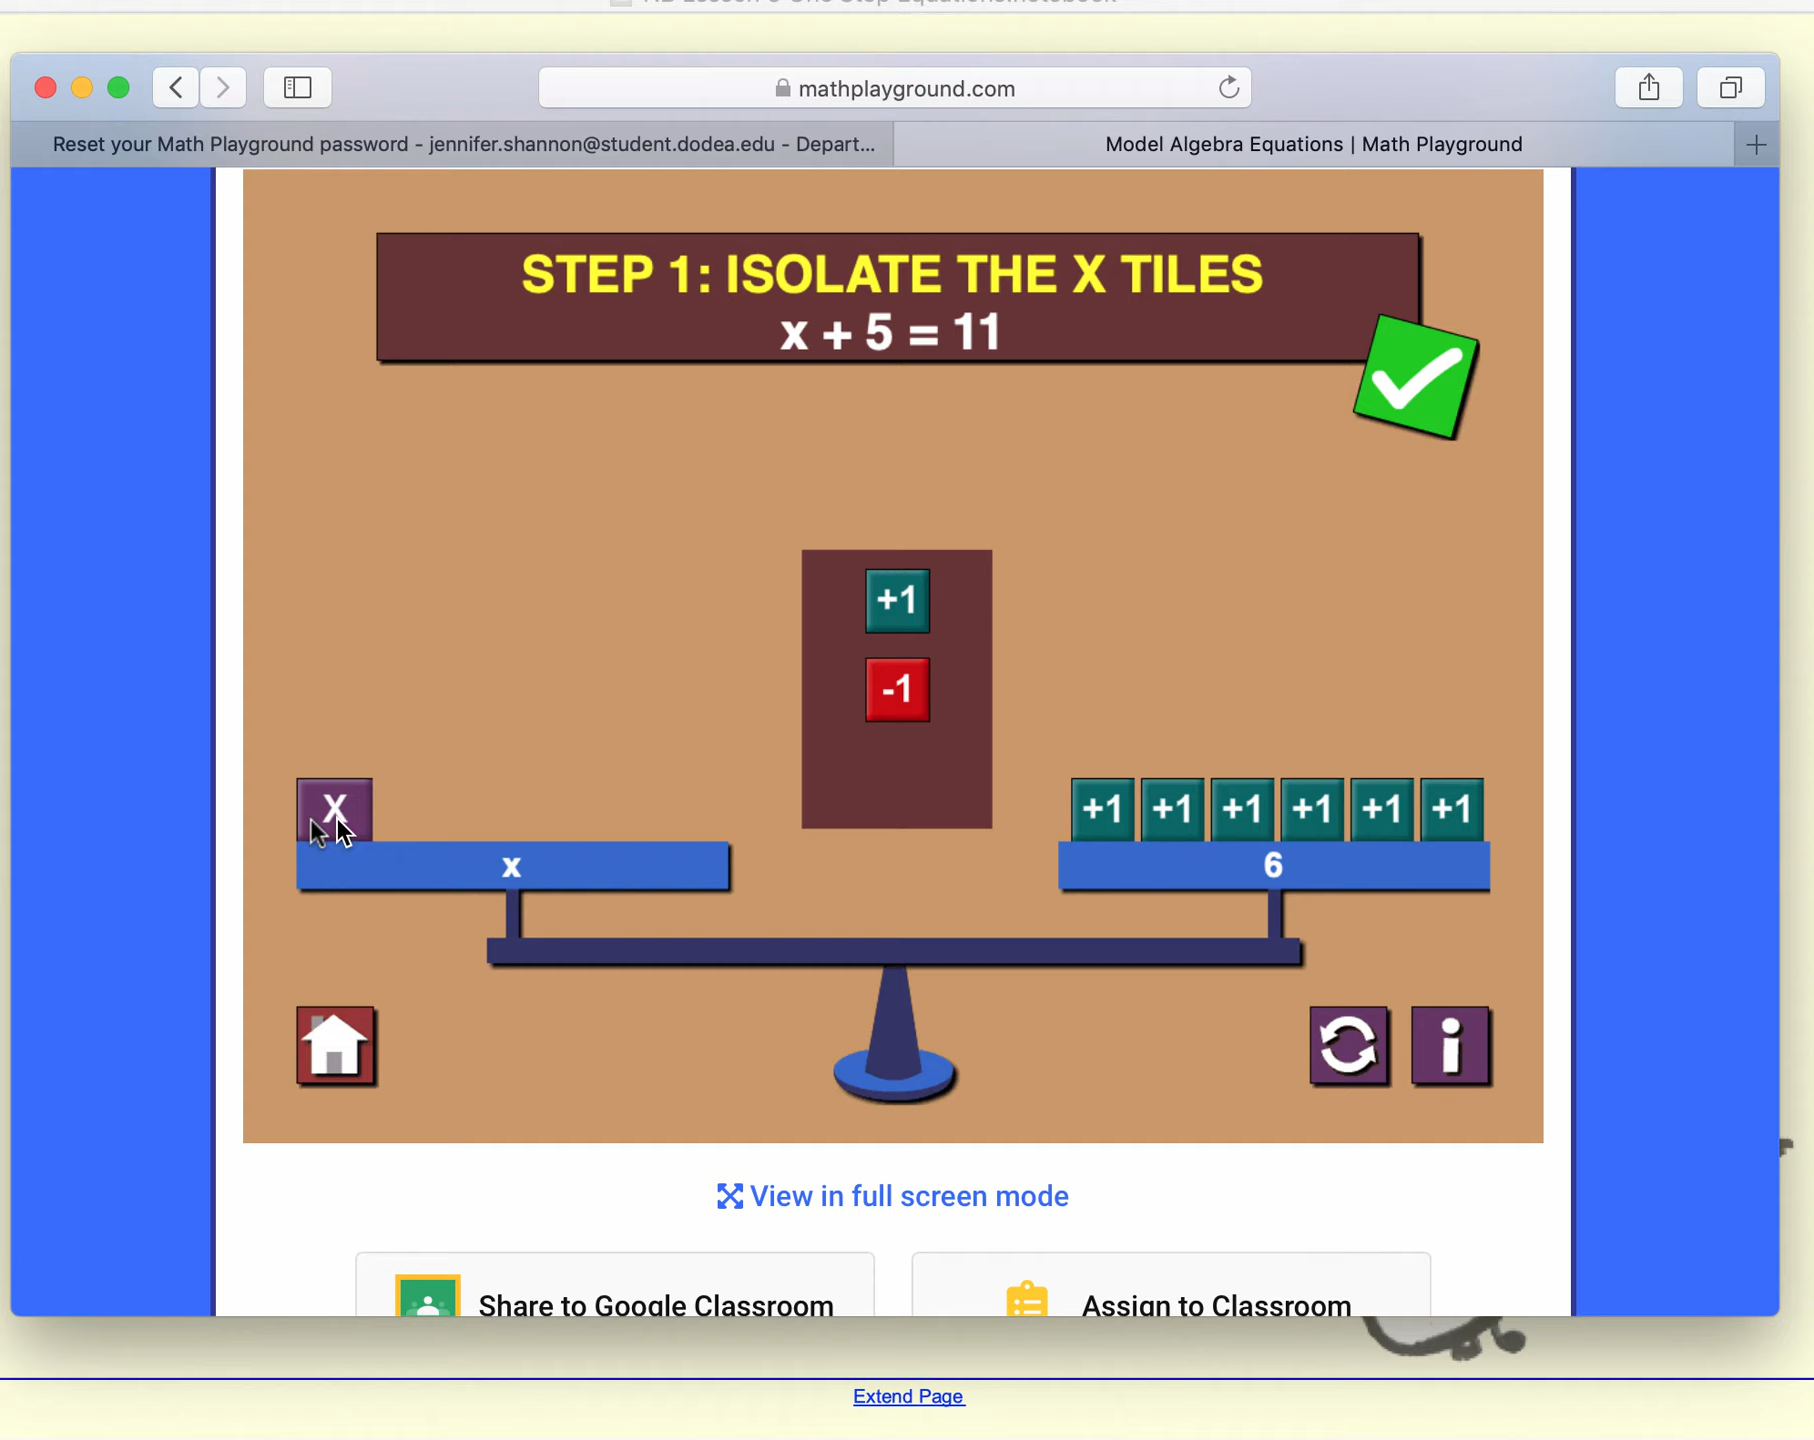 mathplayground.com
Reset your Math Playground password - jennifer.shannon@student.dodea.edu - Depart...
Model Algebra Equations | Math Playground
STEP 1: ISOLATE THE X TILES
x + 5 = 11
+1
-1
X
+1 +1 +1 +1 +1 +1
x
6
View in full screen mode
Share to Google Classroom
Assign to Classroom
Extend Page